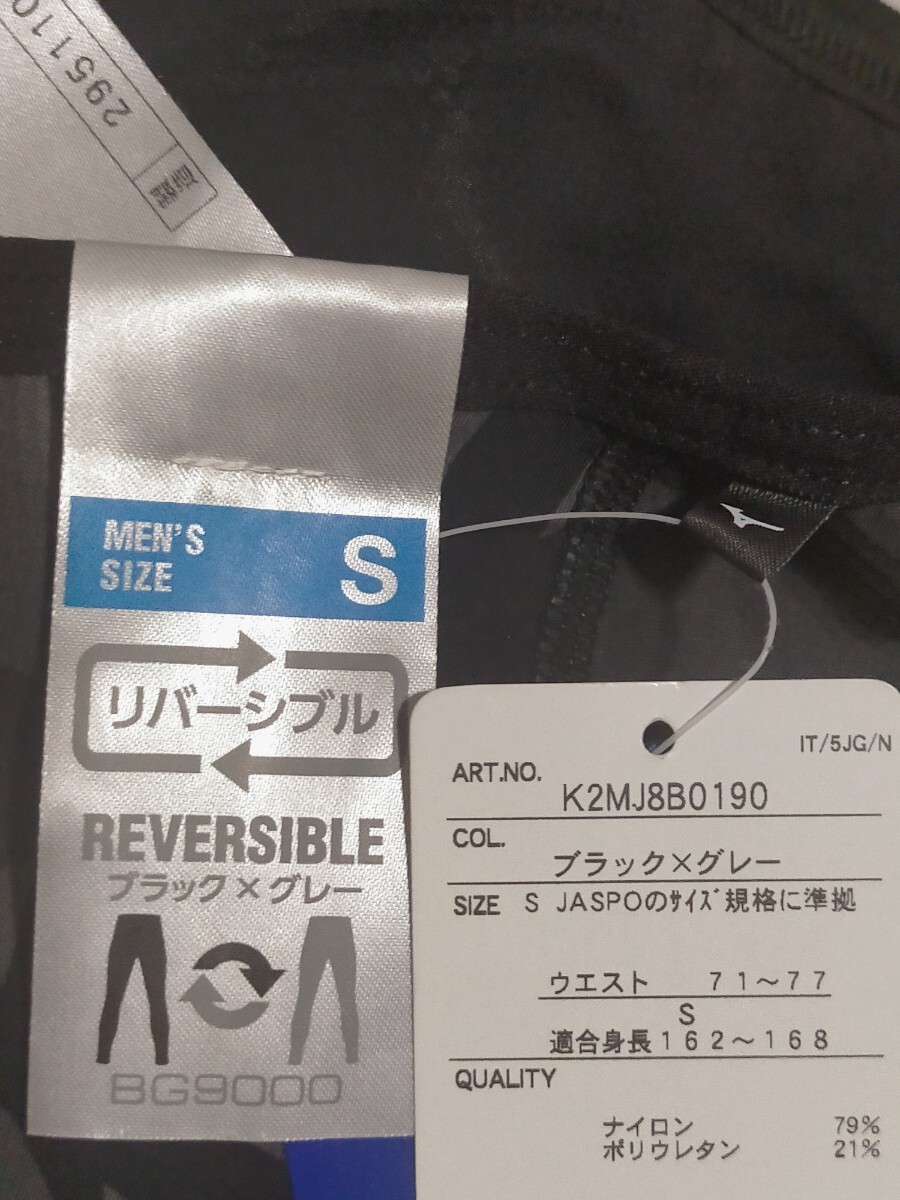 295110
MEN'S
SIZE
S
リバーシブル
REVERSIBLE
ブラック×グレー
BG9000
IT/5JG/N
ART.NO.
K2MJ8B0190
COL.
ブラック×グレー
SIZE S JASPOのｻｲｽﾞ規格に準拠
ウエスト 71～77
S
適合身長162～168
QUALITY
ナイロン 79%
ポリウレタン 21%